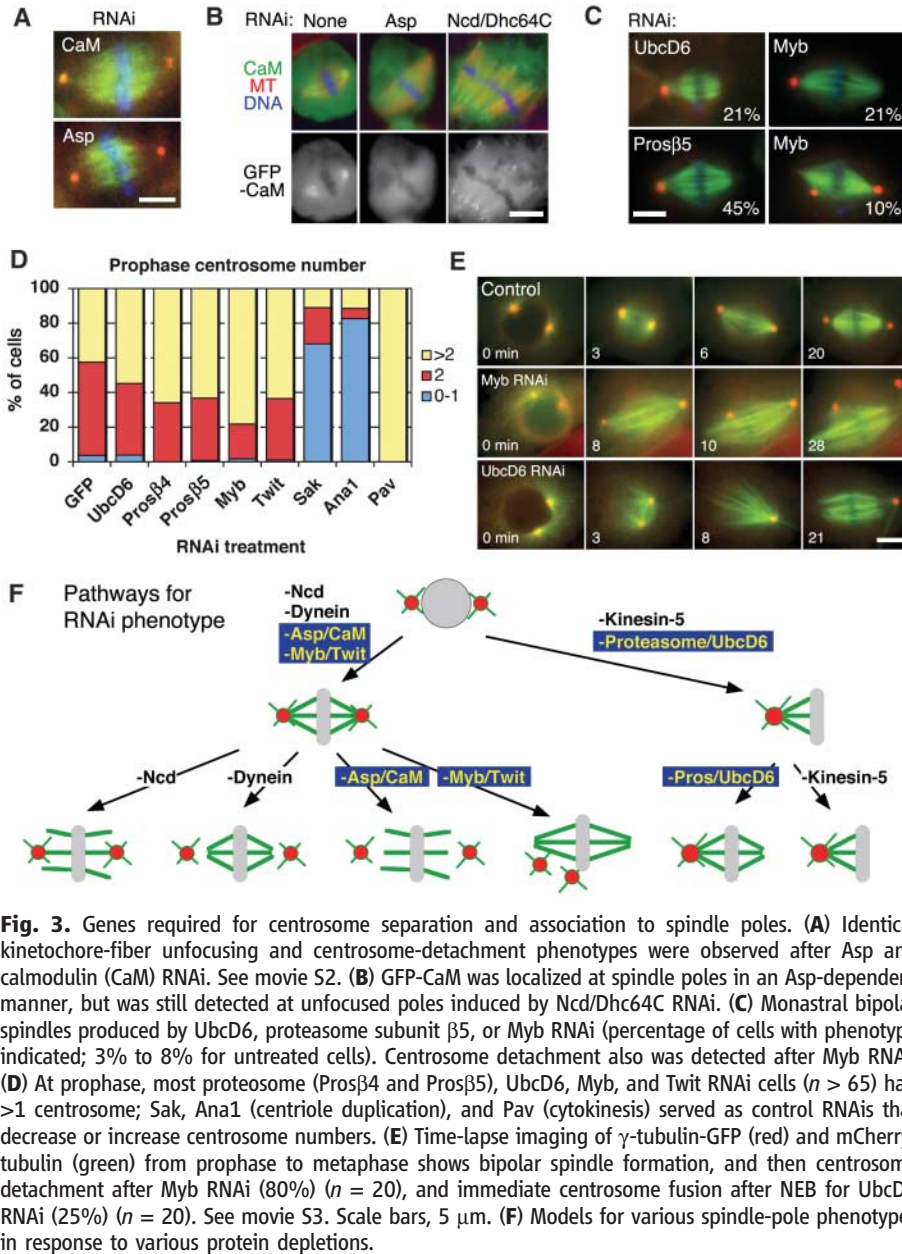 A
RNAi
CaM
Asp
B
RNAi: None Asp Ncd/Dhc64C
CaM
MT
DNA
GFP
-CaM
C
RNAi:
UbcD6
21%
Myb
21%
Prosβ5
45%
Myb
10%
D
Prophase centrosome number
% of cells
100
80
60
40
20
0
>2
2
0-1
GFP
UbcD6
Prosβ4
Prosβ5
Myb
Twit
Sak
Ana1
Pav
RNAi treatment
E
Control
0 min
3
6
20
Myb RNAi
0 min
8
10
28
UbcD6 RNAi
0 min
3
8
21
F
Pathways for
RNAi phenotype
-Ncd
-Dynein
-Asp/CaM
-Myb/Twit
-Kinesin-5
-Proteasome/UbcD6
-Ncd
-Dynein
-Asp/CaM
-Myb/Twit
-Pros/UbcD6
-Kinesin-5
Fig. 3. Genes required for centrosome separation and association to spindle poles. (A) Identica
kinetochore-fiber unfocusing and centrosome-detachment phenotypes were observed after Asp an
calmodulin (CaM) RNAi. See movie S2. (B) GFP-CaM was localized at spindle poles in an Asp-dependen
manner, but was still detected at unfocused poles induced by Ncd/Dhc64C RNAi. (C) Monastral bipola
spindles produced by UbcD6, proteasome subunit β5, or Myb RNAi (percentage of cells with phenotyp
indicated; 3% to 8% for untreated cells). Centrosome detachment also was detected after Myb RNA
(D) At prophase, most proteosome (Prosβ4 and Prosβ5), UbcD6, Myb, and Twit RNAi cells (n > 65) ha
>1 centrosome; Sak, Ana1 (centriole duplication), and Pav (cytokinesis) served as control RNAis tha
decrease or increase centrosome numbers. (E) Time-lapse imaging of γ-tubulin-GFP (red) and mCherry
tubulin (green) from prophase to metaphase shows bipolar spindle formation, and then centrosom
detachment after Myb RNAi (80%) (n = 20), and immediate centrosome fusion after NEB for UbcD
RNAi (25%) (n = 20). See movie S3. Scale bars, 5 μm. (F) Models for various spindle-pole phenotype
in response to various protein depletions.